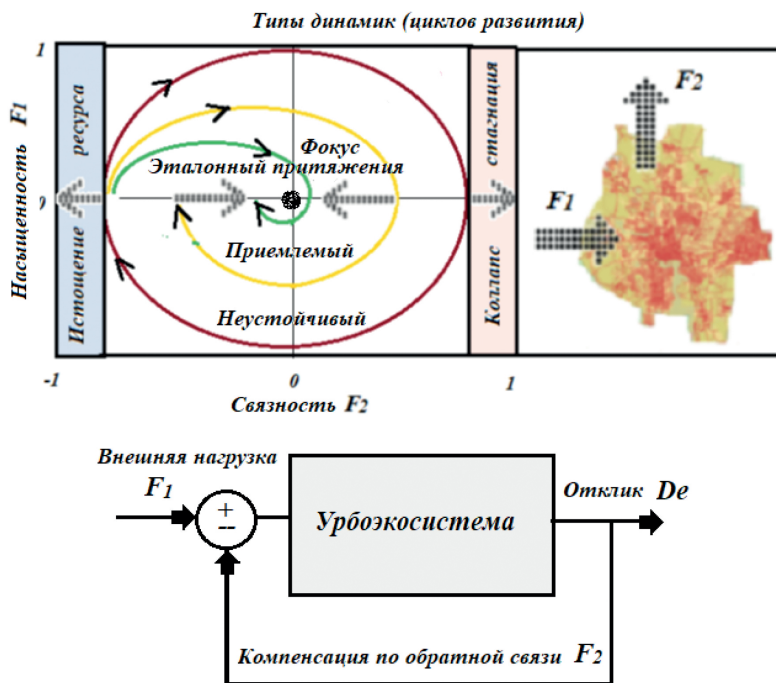 Типы динамик (циклов развития)
1
Насыщенность F1
Истощение ресурса
Фокус
Эталонный притяжения
Приемлемый
Неустойчивый
Коллапс стагнация
F2
F1
-1
0
1
Связность F2
Внешняя нагрузка
F1
+
--
Урбоэкосистема
Отклик De
Компенсация по обратной связи F2